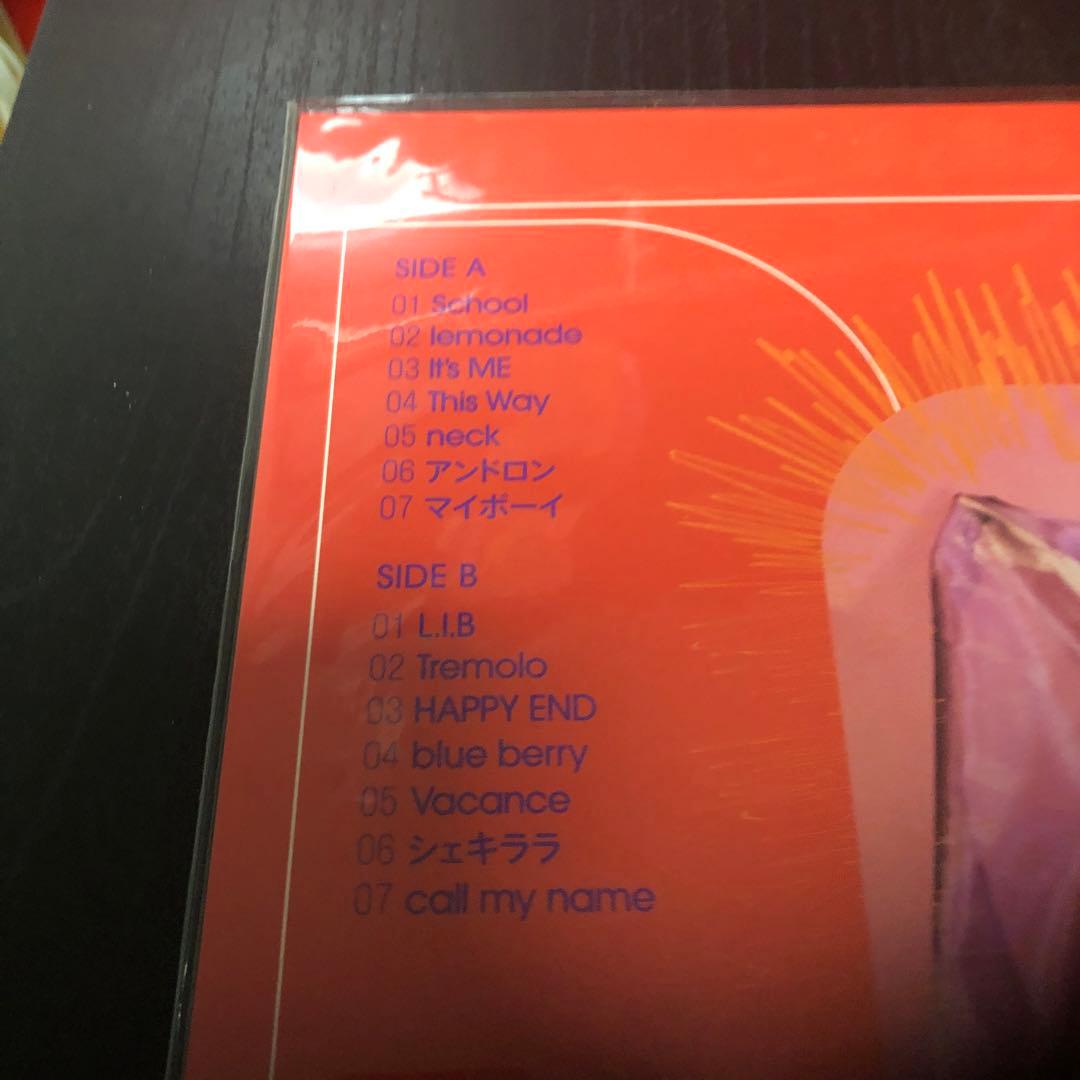 SIDE A
01 School
02 lemonade
03 It's ME
04 This Way
05 neck
06 アンドロン
07 マイポーイ
SIDE B
01 L.I.B
02 Tremolo
03 HAPPY END
04 blue berry
05 Vacance
06 シェキララ
07 call my name